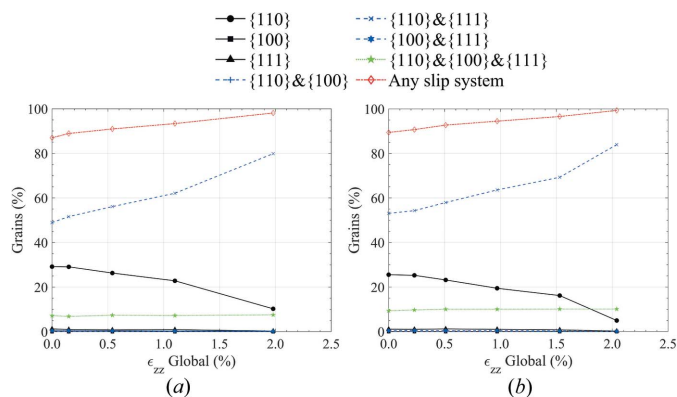 {110}
{100}
{111}
{110}&{100}
{110}&{111}
{100}&{111}
{110}&{100}&{111}
Any slip system
100
80
60
40
20
0
Grains (%)
0.0 0.5 1.0 1.5 2.0 2.5
ϵzz Global (%)
(a)
100
80
60
40
20
0
Grains (%)
0.0 0.5 1.0 1.5 2.0 2.5
ϵzz Global (%)
(b)